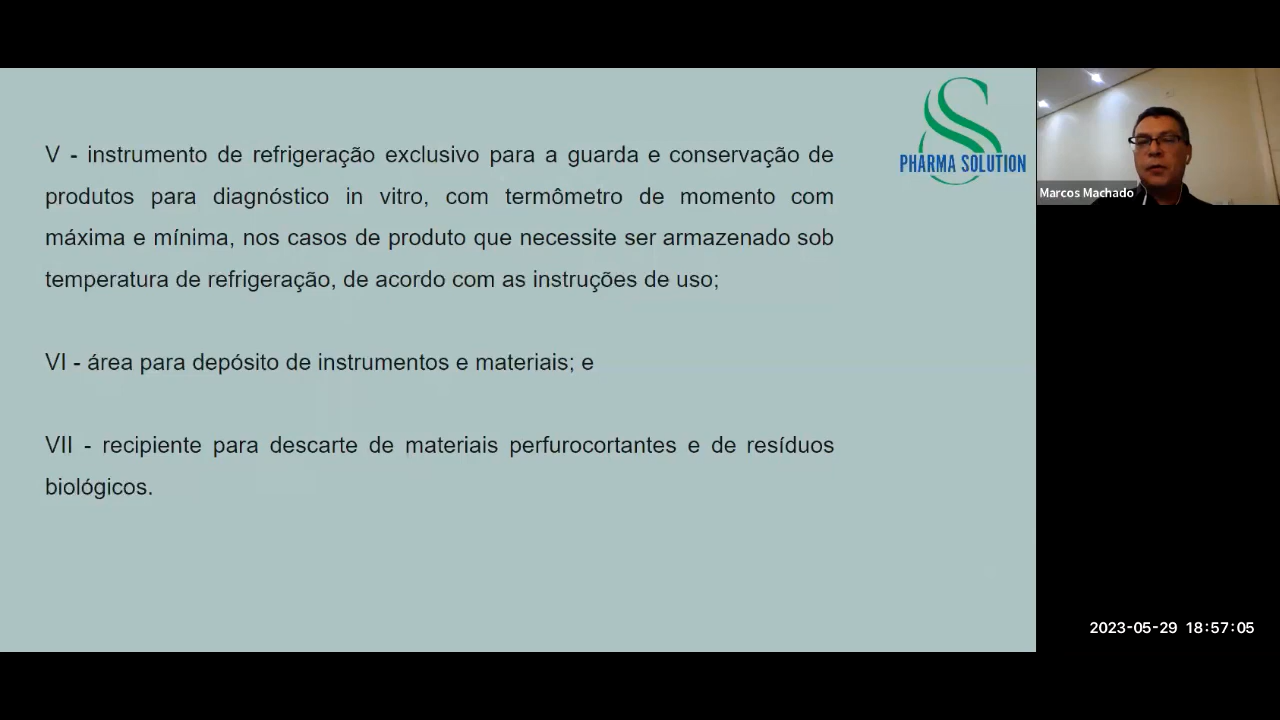 V - instrumento de refrigeração exclusivo para a guarda e conservação de
produtos para diagnóstico in vitro, com termômetro de momento com
máxima e mínima, nos casos de produto que necessite ser armazenado sob
temperatura de refrigeração, de acordo com as instruções de uso;
VI - área para depósito de instrumentos e materiais; e
VII - recipiente para descarte de materiais perfurocortantes e de resíduos
biológicos.
PHARMA SOLUTION
Marcos Machado
2023-05-29 18:57:05